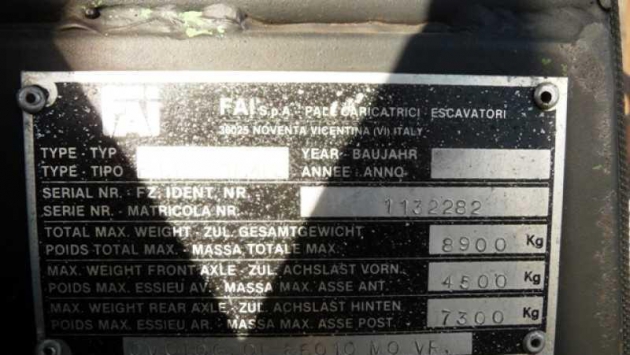 FAI
FAI S.p.A. - PALE CARICATRICI - ESCAVATORI
36025 NOVENTA VICENTINA (VI) ITALY
TYPE - TYP
TYPE - TIPO
YEAR - BAUJAHR
ANNEE - ANNO
SERIAL NR. - FZ. IDENT. NR.
SERIE NR. - MATRICOLA NR.
1132282
TOTAL MAX. WEIGHT - ZUL. GESAMTGEWICHT
POIDS TOTAL MAX. - MASSA TOTALE MAX.
8900 Kg
MAX. WEIGHT FRONT AXLE - ZUL. ACHSLAST VORN.
POIDS MAX. ESSIEU AV. - MASSA MAX. ASSE ANT.
4500 Kg
MAX. WEIGHT REAR AXLE - ZUL. ACHSLAST HINTEN
POIDS MAX. ESSIEU AR. - MASSA MAX. ASSE POST.
7300 Kg